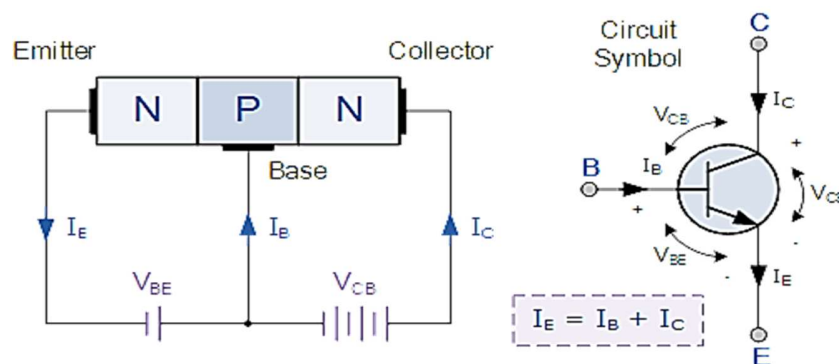 Emitter
Collector
N
P
N
Base
I_E
I_B
I_C
V_BE
V_CB
Circuit
Symbol
C
I_C
V_CB
+
B
I_B
+
V_CE
V_BE
-
-
I_E
I_E = I_B + I_C
E